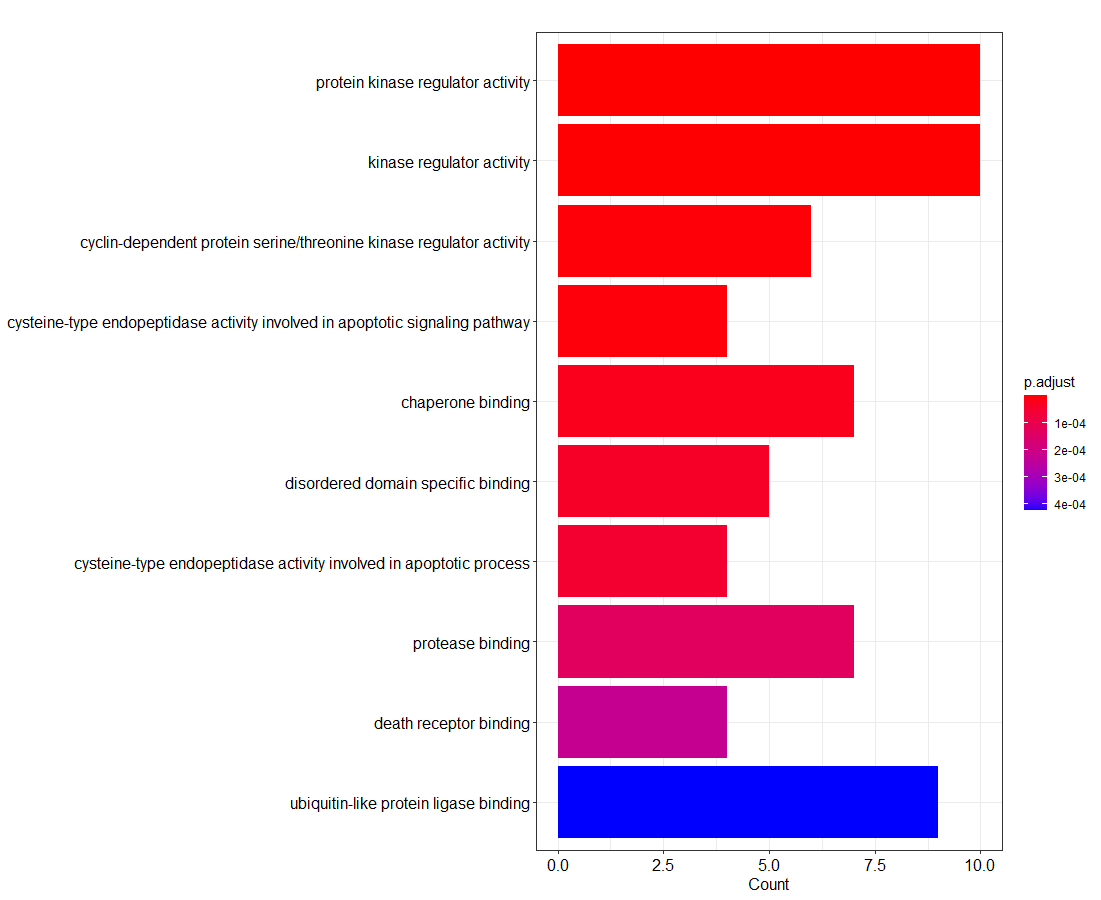 protein kinase regulator activity
kinase regulator activity
cyclin-dependent protein serine/threonine kinase regulator activity
cysteine-type endopeptidase activity involved in apoptotic signaling pathway
chaperone binding
disordered domain specific binding
cysteine-type endopeptidase activity involved in apoptotic process
protease binding
death receptor binding
ubiquitin-like protein ligase binding
0.0 2.5 5.0 7.5 10.0
Count
p.adjust
1e-04
2e-04
3e-04
4e-04